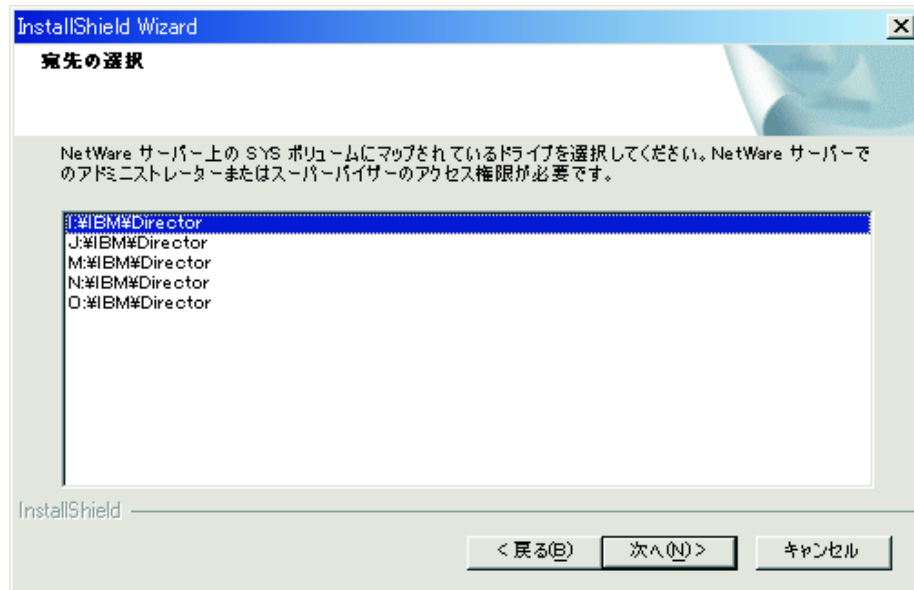 InstallShield Wizard
宛先の選択
NetWare サーバー上の SYS ボリュームにマップされているドライブを選択してください。NetWare サーバーで
のアドミニストレーターまたはスーパーバイザーのアクセス権限が必要です。
I:¥IBM¥Director
J:¥IBM¥Director
M:¥IBM¥Director
N:¥IBM¥Director
O:¥IBM¥Director
InstallShield
< 戻る(B) 次へ(N) > キャンセル